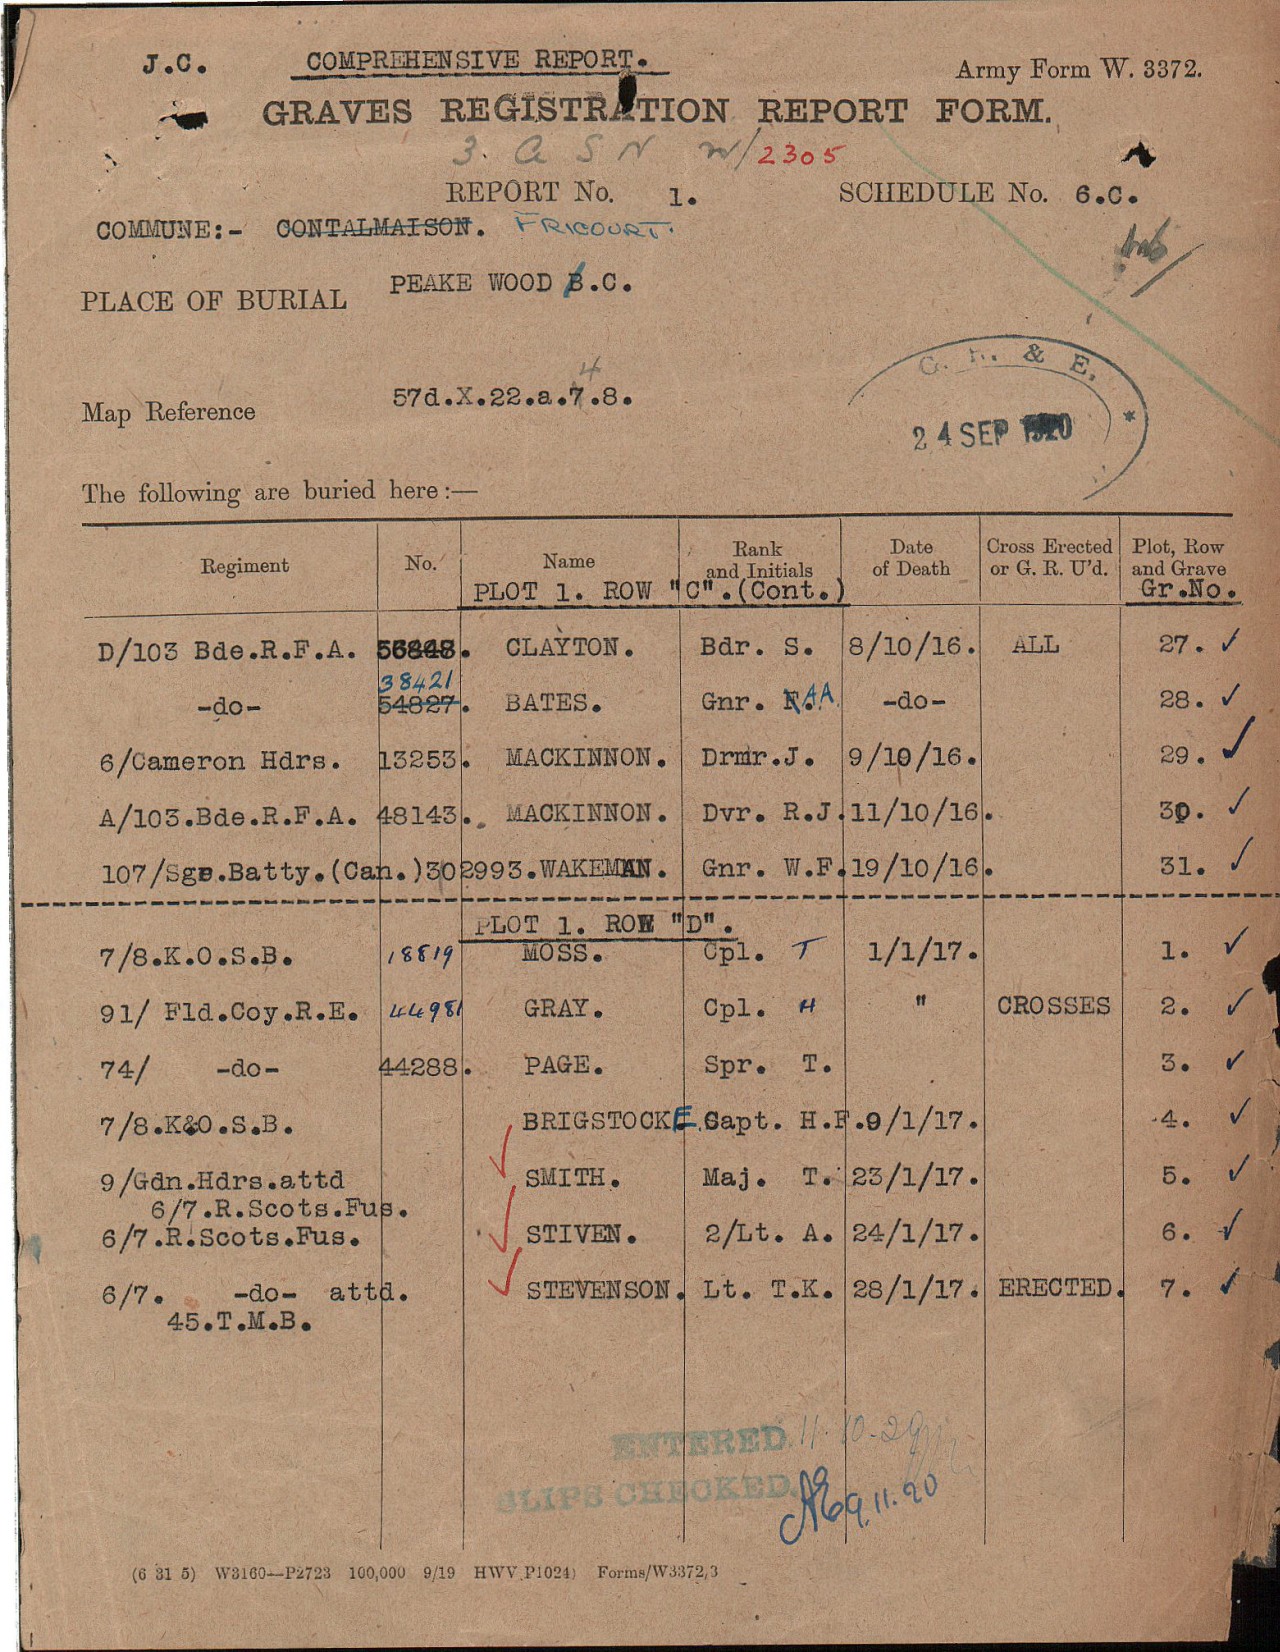 J.C. COMPREHENSIVE REPORT. Army Form W. 3372.
GRAVES REGISTRATION REPORT FORM.
3. A S N W/2305
REPORT No. 1. SCHEDULE No. 6.C.
COMMUNE:- CONTALMAISON. FRICOURT.
PLACE OF BURIAL PEAKE WOOD B.C.
4
Map Reference 57d.X.22.a.7.8.
G. R. & E. *
24 SEP 1920
The following are buried here:—
Regiment No. Name Rank and Initials Date of Death Cross Erected or G. R. U'd. Plot, Row and Grave
PLOT 1. ROW "C".(Cont.) Gr.No.
D/103 Bde.R.F.A. 56848. CLAYTON. Bdr. S. 8/10/16. ALL 27. ✓
38421
-do- 54827. BATES. Gnr. F. AA -do- 28. ✓
6/Cameron Hdrs. 13253. MACKINNON. Drmr.J. 9/10/16. 29. ✓
A/103.Bde.R.F.A. 48143. MACKINNON. Dvr. R.J. 11/10/16. 30. ✓
107/Sge.Batty.(Can.)302993. WAKEMAN. Gnr. W.F. 19/10/16. 31. ✓
PLOT 1. ROW "D".
7/8.K.O.S.B. 18819 MOSS. Cpl. T 1/1/17. 1. ✓
91/ Fld.Coy.R.E. 44981 GRAY. Cpl. H " CROSSES 2. ✓
74/ -do- 44288. PAGE. Spr. T. 3. ✓
7/8.K&O.S.B. BRIGSTOCKE. Capt. H.F. 9/1/17. 4. ✓
9/Gdn.Hdrs.attd SMITH. Maj. T. 23/1/17. 5. ✓
6/7.R.Scots.Fus.
6/7.R.Scots.Fus. STIVEN. 2/Lt. A. 24/1/17. 6. ✓
6/7. -do- attd. STEVENSON. Lt. T.K. 28/1/17. ERECTED. 7. ✓
45.T.M.B.
ENTERED 11.10.20
SLIPS CHECKED. AE 9.11.20
(6 31 5) W3160—P2723 100,000 9/19 HWV P1024) Forms/W3372/3